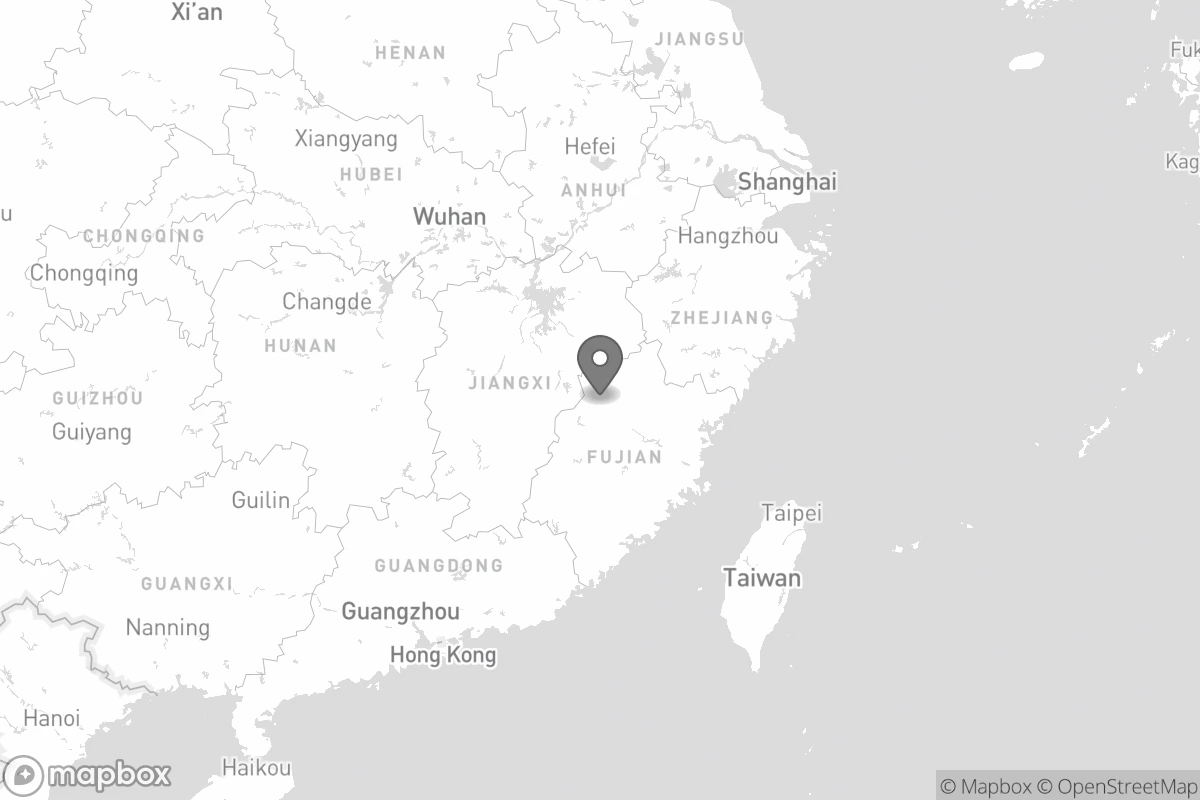 Xi'an
JIANGSU
HENAN
Fuk
Xiangyang
Hefei
Kag
HUBEI
Shanghai
ANHUI
u
Wuhan
CHONGQING
Hangzhou
Chongqing
Changde
ZHEJIANG
HUNAN
JIANGXI
GUIZHOU
Guiyang
FUJIAN
Guilin
Taipei
GUANGDONG
Taiwan
GUANGXI
Guangzhou
Nanning
Hong Kong
Hanoi
Haikou
mapbox
© Mapbox © OpenStreetMap